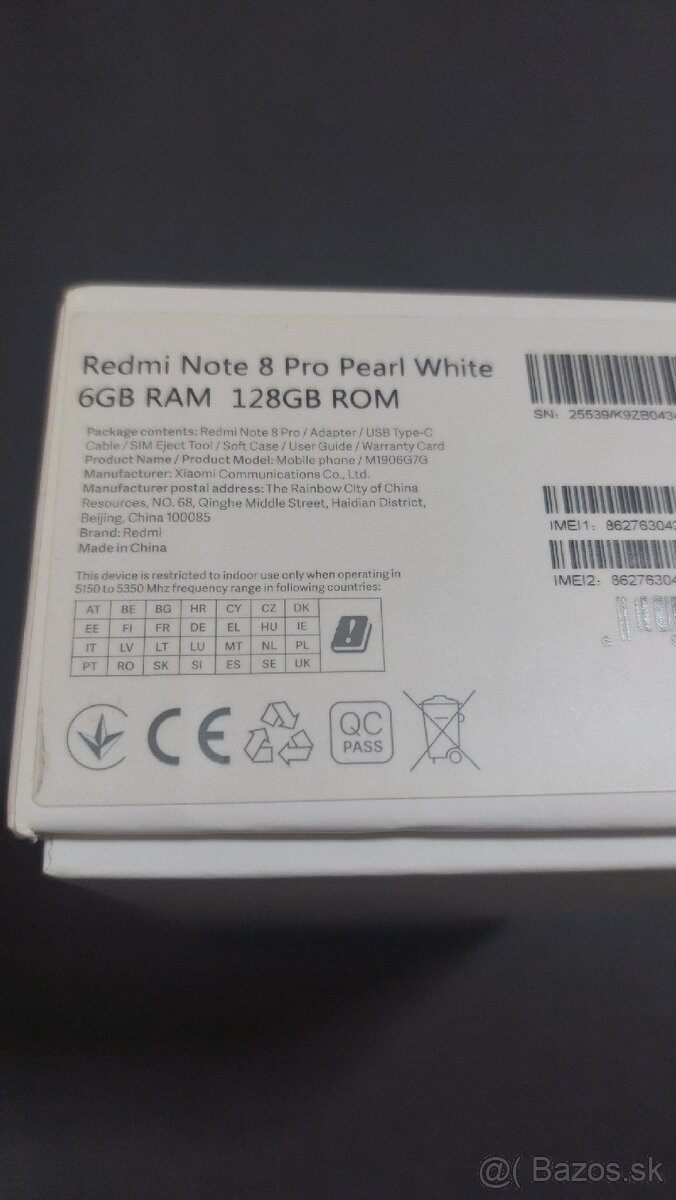 Redmi Note 8 Pro Pearl White
6GB RAM 128GB ROM
Package contents: Redmi Note 8 Pro / Adapter / USB Type-C
Cable / SIM Eject Tool / Soft Case / User Guide / Warranty Card
Product Name / Product Model: Mobile phone / M1906G7G
Manufacturer: Xiaomi Communications Co., Ltd.
Manufacturer postal address: The Rainbow City of China
Resources, NO. 68, Qinghe Middle Street, Haidian District,
Beijing, China 100085
Brand: Redmi
Made in China
This device is restricted to indoor use only when operating in
5150 to 5350 Mhz frequency range in following countries:
AT BE BG HR CY CZ DK
EE FI FR DE EL HU IE
IT LV LT LU MT NL PL
PT RO SK SI ES SE UK
CE
QC
PASS
SN: 25539/K9ZB043
IMEI1: 86276304
IMEI2: 86276304
@( Bazos.sk